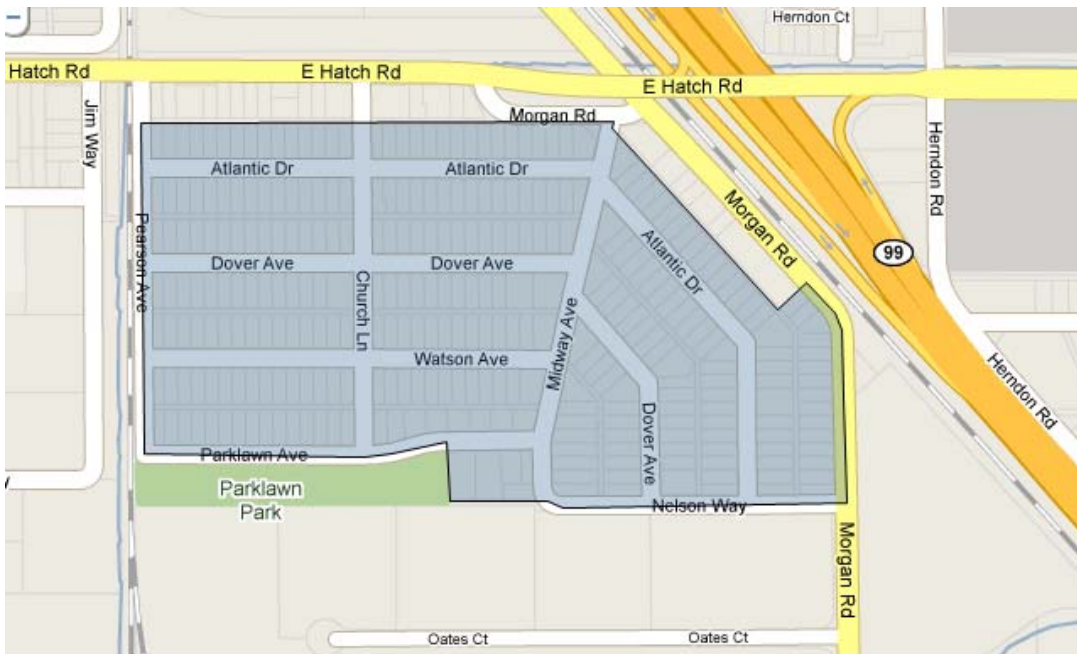 Herndon Ct
Hatch Rd
E Hatch Rd
E Hatch Rd
Jim Way
Morgan Rd
Herndon Rd
Atlantic Dr
Atlantic Dr
Pearson Ave
Morgan Rd
99
Atlantic Dr
Dover Ave
Dover Ave
Church Ln
Midway Ave
Watson Ave
Herndon Rd
Dover Ave
Parklawn Ave
Parklawn
Park
Nelson Way
Morgan Rd
Oates Ct
Oates Ct